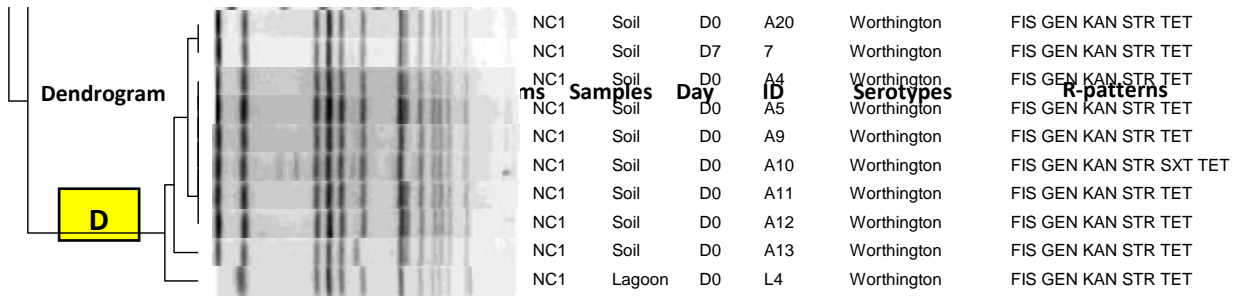 NC1 Soil D0 A20 Worthington FIS GEN KAN STR TET
NC1 Soil D7 7 Worthington FIS GEN KAN STR TET
NC1 Soil D0 A4 Worthington FIS GEN KAN STR TET
Dendrogram ms Samples Day ID Serotypes R-patterns
NC1 Soil D0 A5 Worthington FIS GEN KAN STR TET
NC1 Soil D0 A9 Worthington FIS GEN KAN STR TET
NC1 Soil D0 A10 Worthington FIS GEN KAN STR SXT TET
NC1 Soil D0 A11 Worthington FIS GEN KAN STR TET
D NC1 Soil D0 A12 Worthington FIS GEN KAN STR TET
NC1 Soil D0 A13 Worthington FIS GEN KAN STR TET
NC1 Lagoon D0 L4 Worthington FIS GEN KAN STR TET